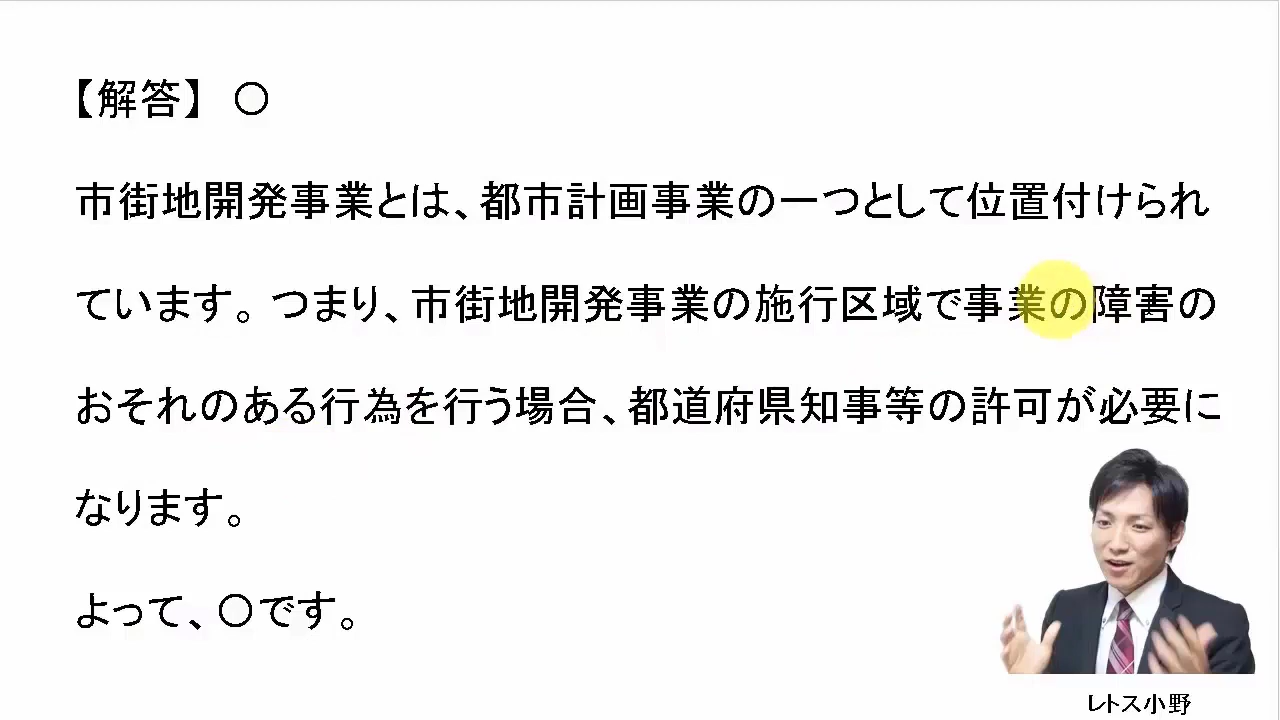 【解答】 〇
市街地開発事業とは、都市計画事業の一つとして位置付けられ
ています。つまり、市街地開発事業の施行区域で事業の障害の
おそれのある行為を行う場合、都道府県知事等の許可が必要に
なります。
よって、〇です。
レトス小野